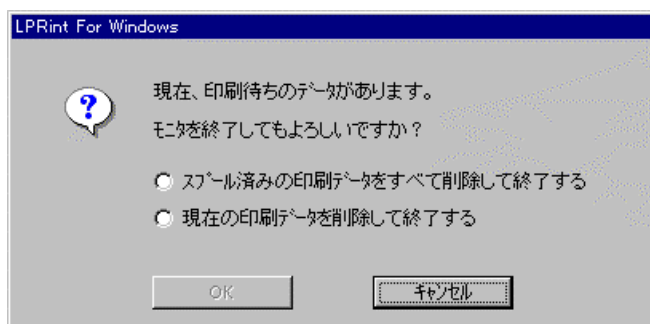 LPRint For Windows
現在、印刷待ちのﾃﾞｰﾀがあります。
ﾓﾆﾀを終了してもよろしいですか？
ｽﾌﾟｰﾙ済みの印刷ﾃﾞｰﾀをすべて削除して終了する
現在の印刷ﾃﾞｰﾀを削除して終了する
OK
ｷｬﾝｾﾙ